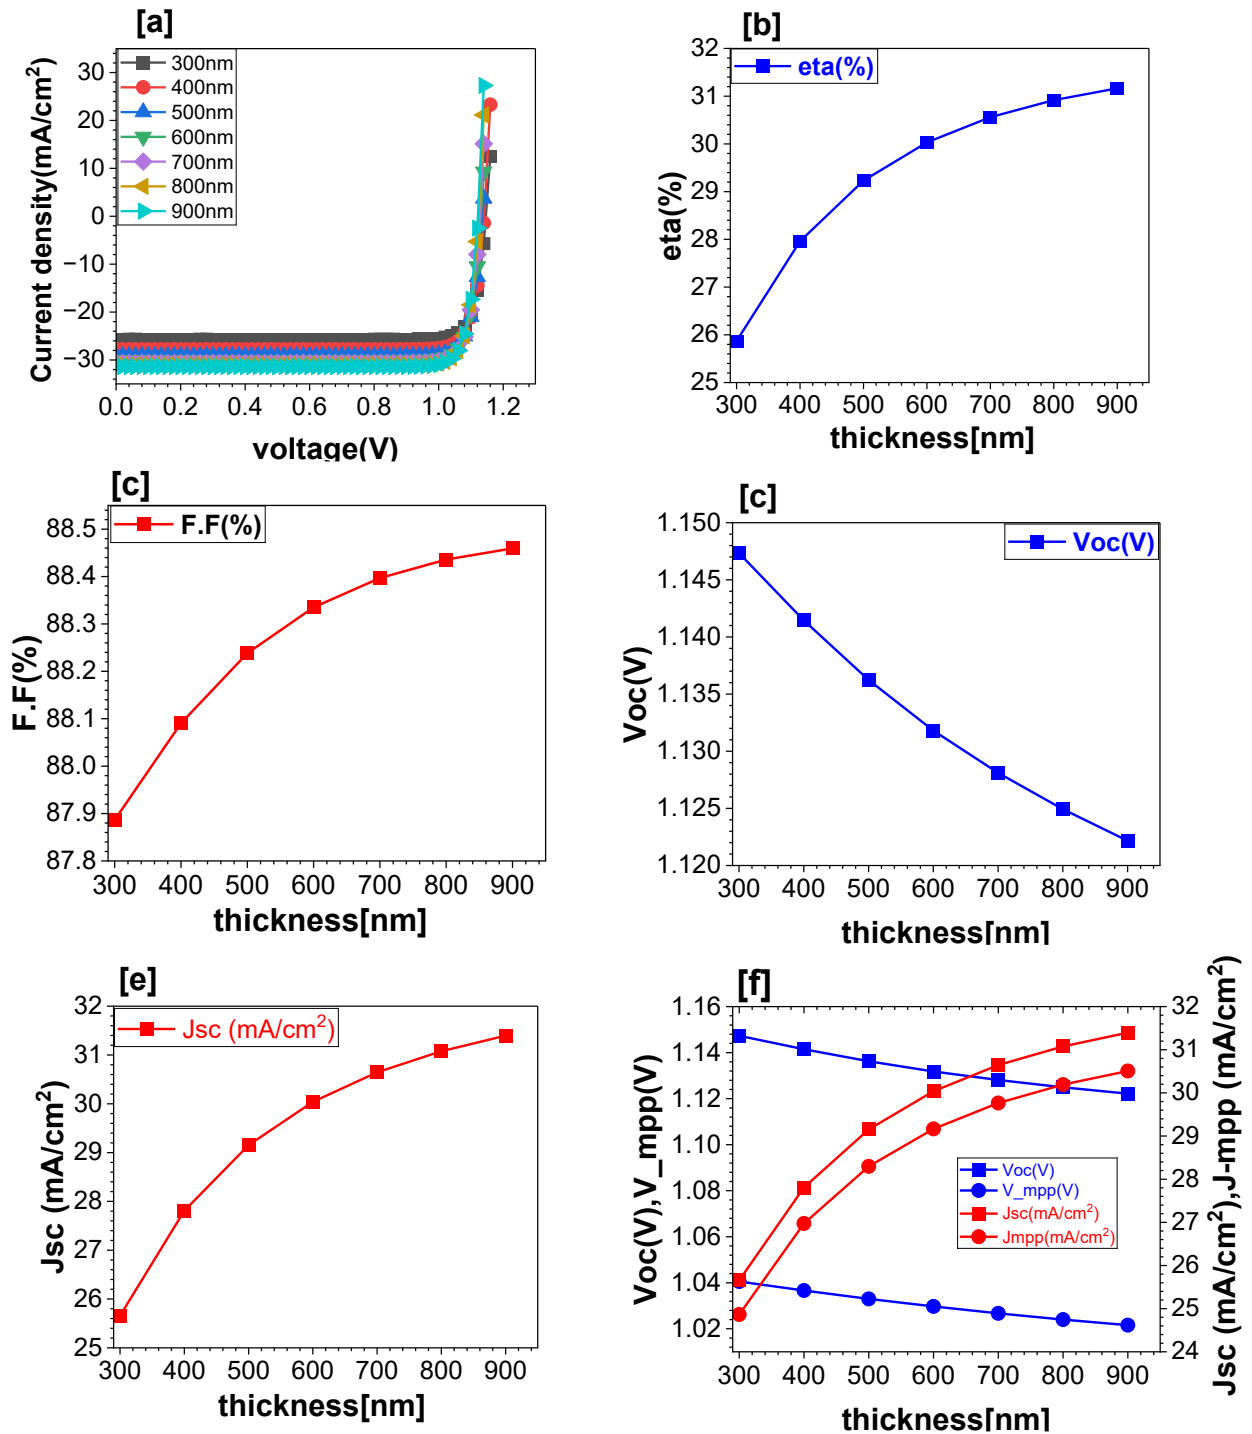 [a]
Current density(mA/cm²)
30
20
10
0
−10
−20
−30
300nm
400nm
500nm
600nm
700nm
800nm
900nm
0.0 0.2 0.4 0.6 0.8 1.0 1.2
voltage(V)
[b]
eta(%)
32
31
30
29
28
27
26
25
eta(%)
300 400 500 600 700 800 900
thickness[nm]
[c]
F.F(%)
88.5
88.4
88.3
88.2
88.1
88.0
87.9
87.8
F.F(%)
300 400 500 600 700 800 900
thickness[nm]
[c]
Voc(V)
1.150
1.145
1.140
1.135
1.130
1.125
1.120
Voc(V)
300 400 500 600 700 800 900
thickness[nm]
[e]
Jsc (mA/cm²)
32
31
30
29
28
27
26
25
Jsc (mA/cm²)
300 400 500 600 700 800 900
thickness[nm]
[f]
Voc(V),V_mpp(V)
1.16
1.14
1.12
1.10
1.08
1.06
1.04
1.02
Voc(V)
V_mpp(V)
Jsc(mA/cm²)
Jmpp(mA/cm²)
32
31
30
29
28
27
26
25
24
Jsc (mA/cm²),J-mpp (mA/cm²)
300 400 500 600 700 800 900
thickness[nm]